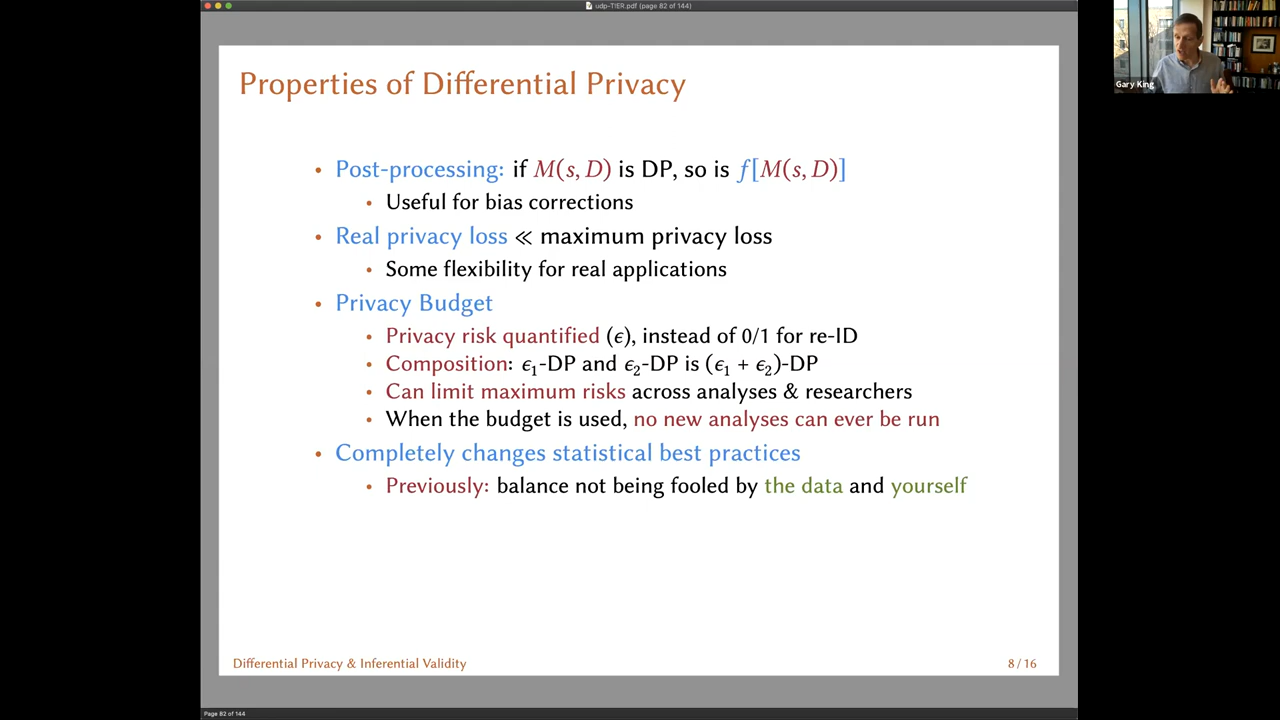 udp-TIER.pdf (page 82 of 144)
Gary King
Properties of Differential Privacy
• Post-processing: if M(s, D) is DP, so is f[M(s, D)]
• Useful for bias corrections
• Real privacy loss ≪ maximum privacy loss
• Some flexibility for real applications
• Privacy Budget
• Privacy risk quantified (ϵ), instead of 0/1 for re-ID
• Composition: ϵ₁-DP and ϵ₂-DP is (ϵ₁ + ϵ₂)-DP
• Can limit maximum risks across analyses & researchers
• When the budget is used, no new analyses can ever be run
• Completely changes statistical best practices
• Previously: balance not being fooled by the data and yourself
Differential Privacy & Inferential Validity
8 / 16
Page 82 of 144